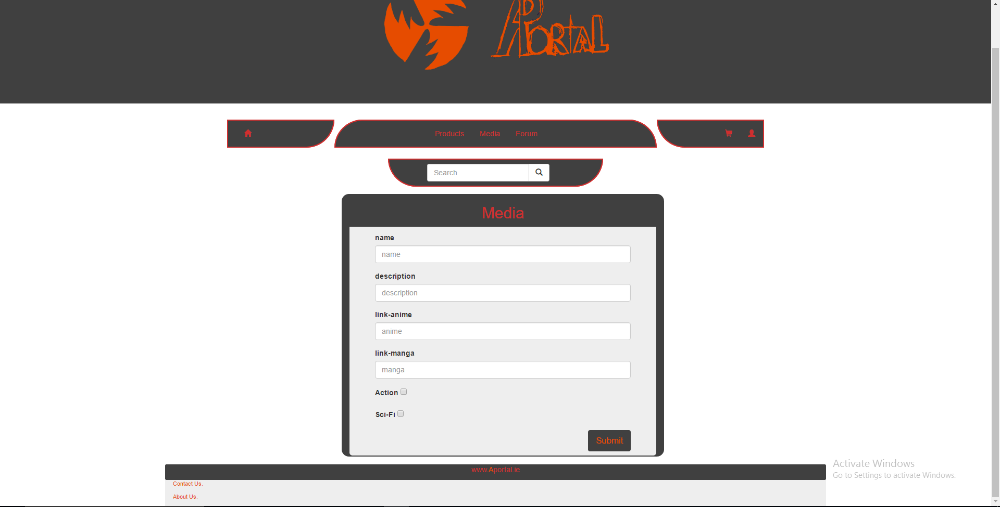 AD
APORTAL
Products Media Forum
Search
Media
name
name
description
description
link-anime
anime
link-manga
manga
Action
Sci-Fi
Submit
www.Aportal.ie
Contact Us.
About Us.
Activate Windows
Go to Settings to activate Windows.